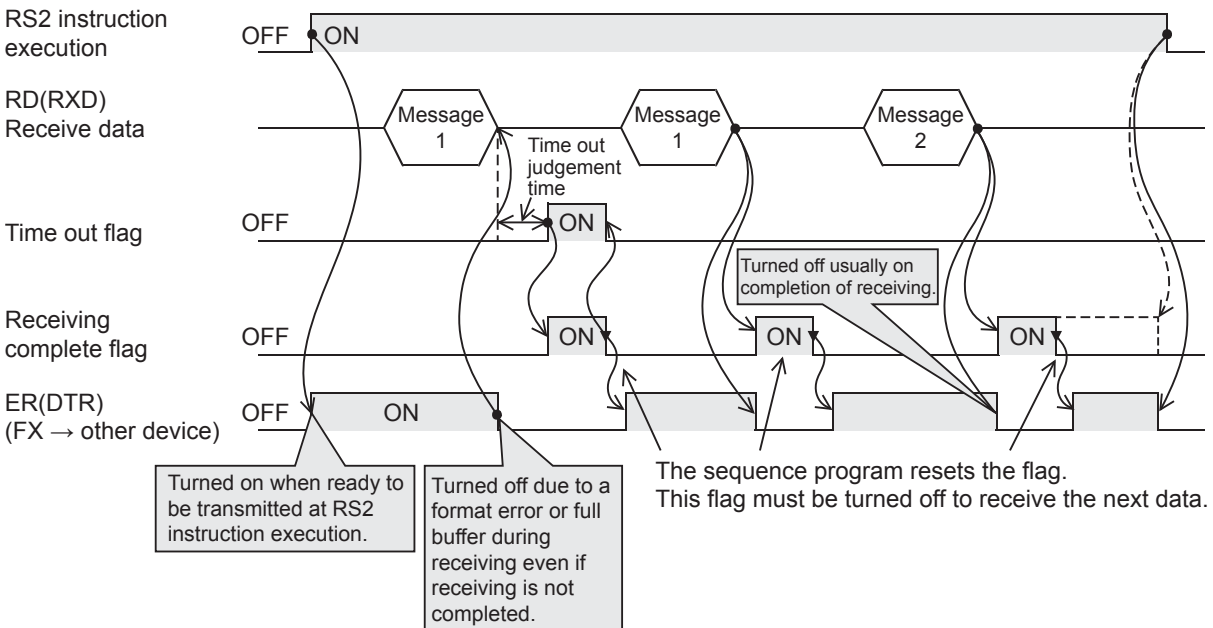 RS2 instruction
execution
OFF
ON
RD(RXD)
Receive data
Message
1
Message
1
Message
2
Time out
judgement
time
Time out flag
OFF
ON
Turned off usually on
completion of receiving.
Receiving
complete flag
OFF
ON
ON
ON
ER(DTR)
(FX → other device)
OFF
ON
The sequence program resets the flag.
This flag must be turned off to receive the next data.
Turned on when ready to
be transmitted at RS2
instruction execution.
Turned off due to a
format error or full
buffer during
receiving even if
receiving is not
completed.